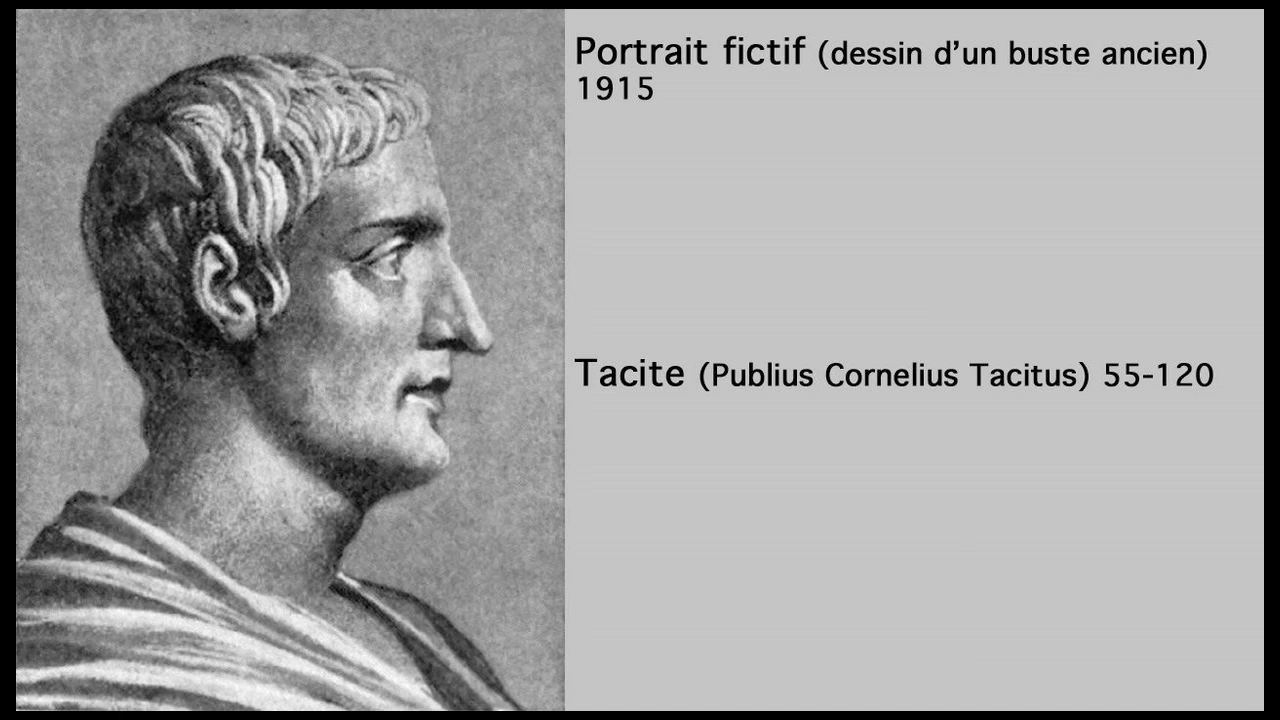 Portrait fictif (dessin d’un buste ancien)
1915
Tacite (Publius Cornelius Tacitus) 55-120